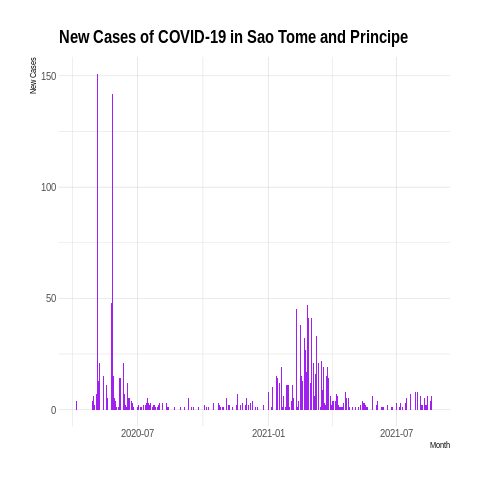 New Cases of COVID-19 in Sao Tome and Principe
New Cases
150
100
50
0
2020-07
2021-01
2021-07
Month